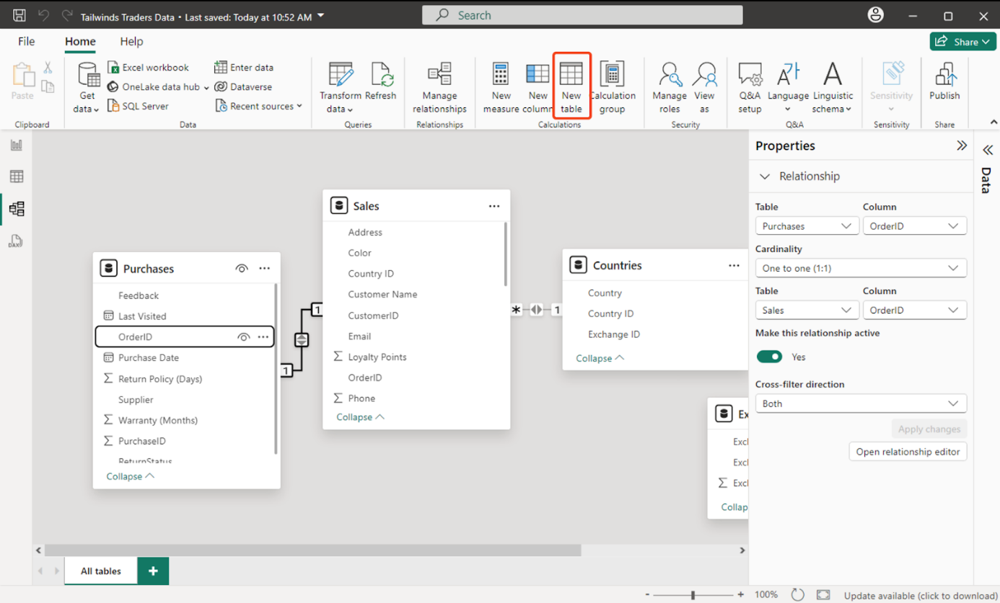 Tailwinds Traders Data • Last saved: Today at 10:52 AM
Search
File
Home
Help
Share
Paste
Get data
Excel workbook
OneLake data hub
SQL Server
Enter data
Dataverse
Recent sources
Transform data
Refresh
Manage relationships
New measure
New column
New table
Calculation group
Manage roles
View as
Q&A setup
Language
Linguistic schema
Sensitivity
Publish
Clipboard
Data
Queries
Relationships
Calculations
Security
Q&A
Sensitivity
Share
DAX
Purchases
Feedback
Last Visited
OrderID
Purchase Date
Σ Return Policy (Days)
Supplier
Σ Warranty (Months)
Σ PurchaseID
ReturnStatus
Collapse
1
1
Sales
Address
Color
Country ID
Customer Name
CustomerID
Email
Σ Loyalty Points
OrderID
Σ Phone
Collapse
* 1
Countries
Country
Country ID
Exchange ID
Collapse
Ex
Excl
Excl
Σ Excl
Collap
Properties
Relationship
Table
Column
Purchases
OrderID
Cardinality
One to one (1:1)
Table
Column
Sales
OrderID
Make this relationship active
Yes
Cross-filter direction
Both
Apply changes
Open relationship editor
Data
All tables
+
- + 100%
Update available (click to download)